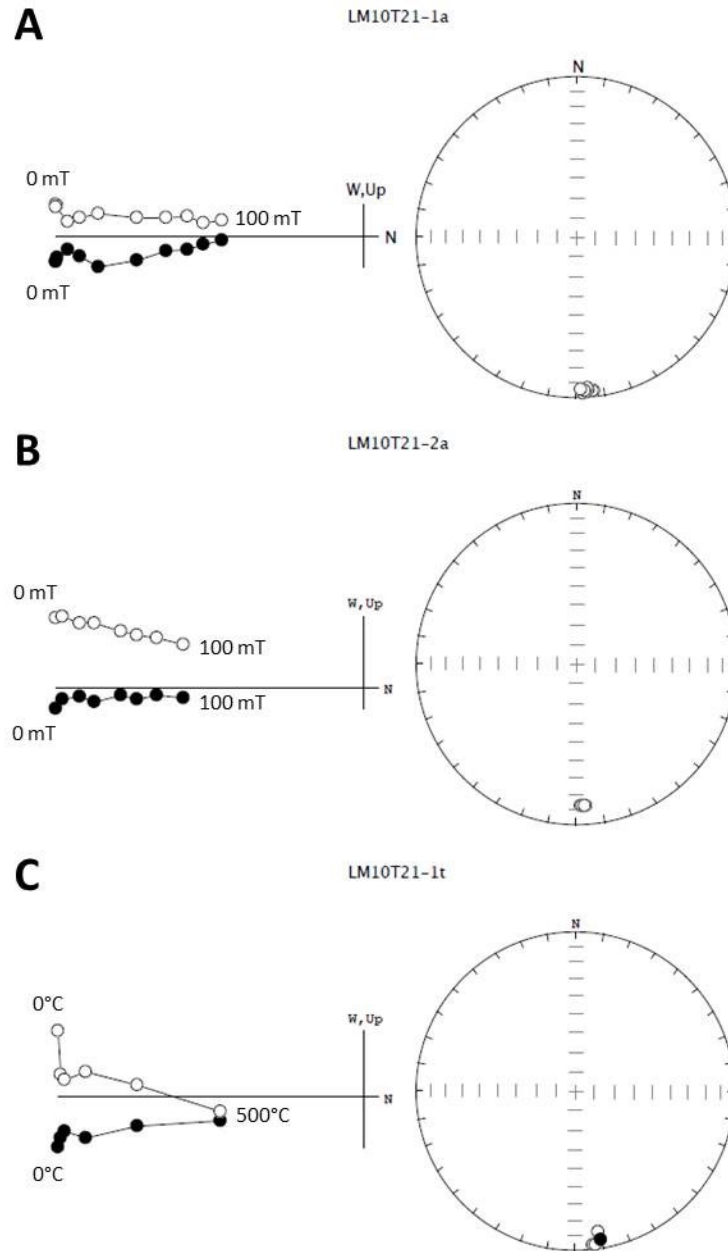 A
LM10T21-1a
N
0 mT
W,Up
100 mT
N
0 mT
B
LM10T21-2a
N
0 mT
W,Up
100 mT
N
100 mT
0 mT
C
LM10T21-1t
N
0°C
W,Up
N
500°C
0°C